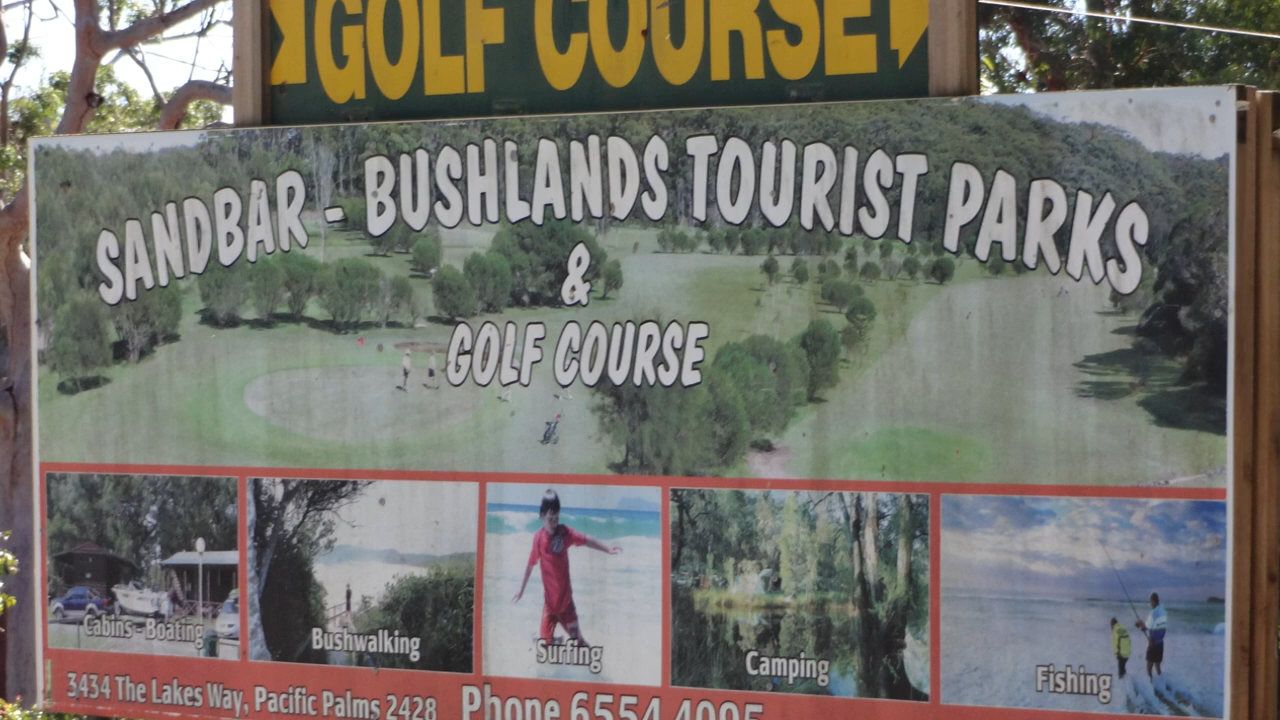 GOLF COURSE
SANDBAR - BUSHLANDS TOURIST PARKS
&
GOLF COURSE
Cabins - Boating
Bushwalking
Surfing
Camping
Fishing
3434 The Lakes Way, Pacific Palms 2428 Phone 6554 4095